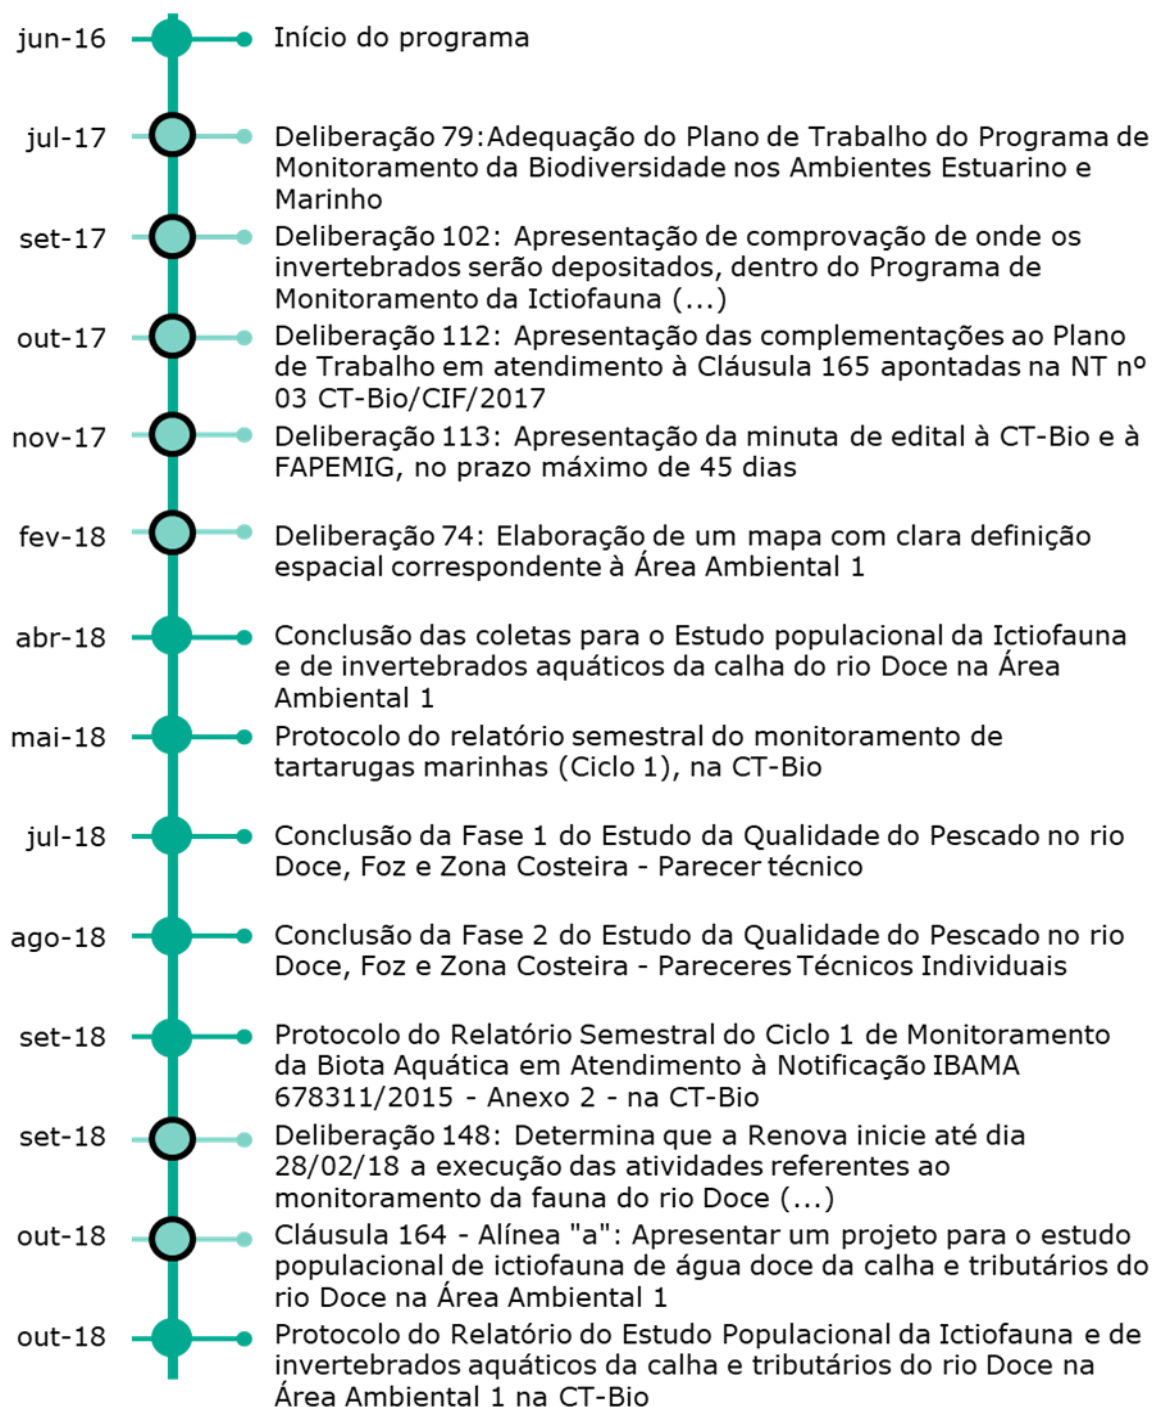 jun-16 Início do programa
jul-17 Deliberação 79:Adequação do Plano de Trabalho do Programa de
Monitoramento da Biodiversidade nos Ambientes Estuarino e
Marinho
set-17 Deliberação 102: Apresentação de comprovação de onde os
invertebrados serão depositados, dentro do Programa de
Monitoramento da Ictiofauna (...)
out-17 Deliberação 112: Apresentação das complementações ao Plano
de Trabalho em atendimento à Cláusula 165 apontadas na NT nº
03 CT-Bio/CIF/2017
nov-17 Deliberação 113: Apresentação da minuta de edital à CT-Bio e à
FAPEMIG, no prazo máximo de 45 dias
fev-18 Deliberação 74: Elaboração de um mapa com clara definição
espacial correspondente à Área Ambiental 1
abr-18 Conclusão das coletas para o Estudo populacional da Ictiofauna
e de invertebrados aquáticos da calha do rio Doce na Área
Ambiental 1
mai-18 Protocolo do relatório semestral do monitoramento de
tartarugas marinhas (Ciclo 1), na CT-Bio
jul-18 Conclusão da Fase 1 do Estudo da Qualidade do Pescado no rio
Doce, Foz e Zona Costeira - Parecer técnico
ago-18 Conclusão da Fase 2 do Estudo da Qualidade do Pescado no rio
Doce, Foz e Zona Costeira - Pareceres Técnicos Individuais
set-18 Protocolo do Relatório Semestral do Ciclo 1 de Monitoramento
da Biota Aquática em Atendimento à Notificação IBAMA
678311/2015 - Anexo 2 - na CT-Bio
set-18 Deliberação 148: Determina que a Renova inicie até dia
28/02/18 a execução das atividades referentes ao
monitoramento da fauna do rio Doce (...)
out-18 Cláusula 164 - Alínea "a": Apresentar um projeto para o estudo
populacional de ictiofauna de água doce da calha e tributários do
rio Doce na Área Ambiental 1
out-18 Protocolo do Relatório do Estudo Populacional da Ictiofauna e de
invertebrados aquáticos da calha e tributários do rio Doce na
Área Ambiental 1 na CT-Bio